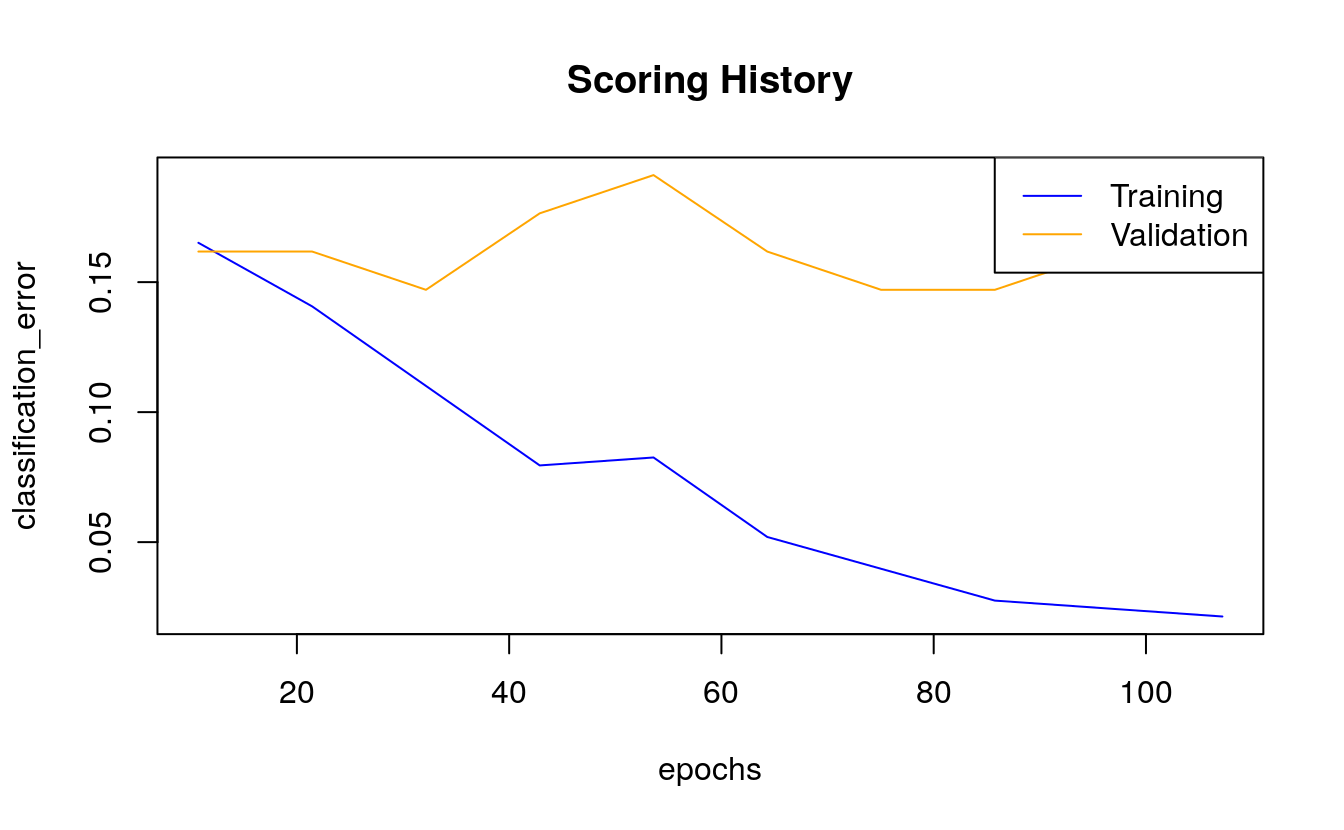 Scoring History
Training
Validation
classification_error
0.15
0.10
0.05
20 40 60 80 100
epochs